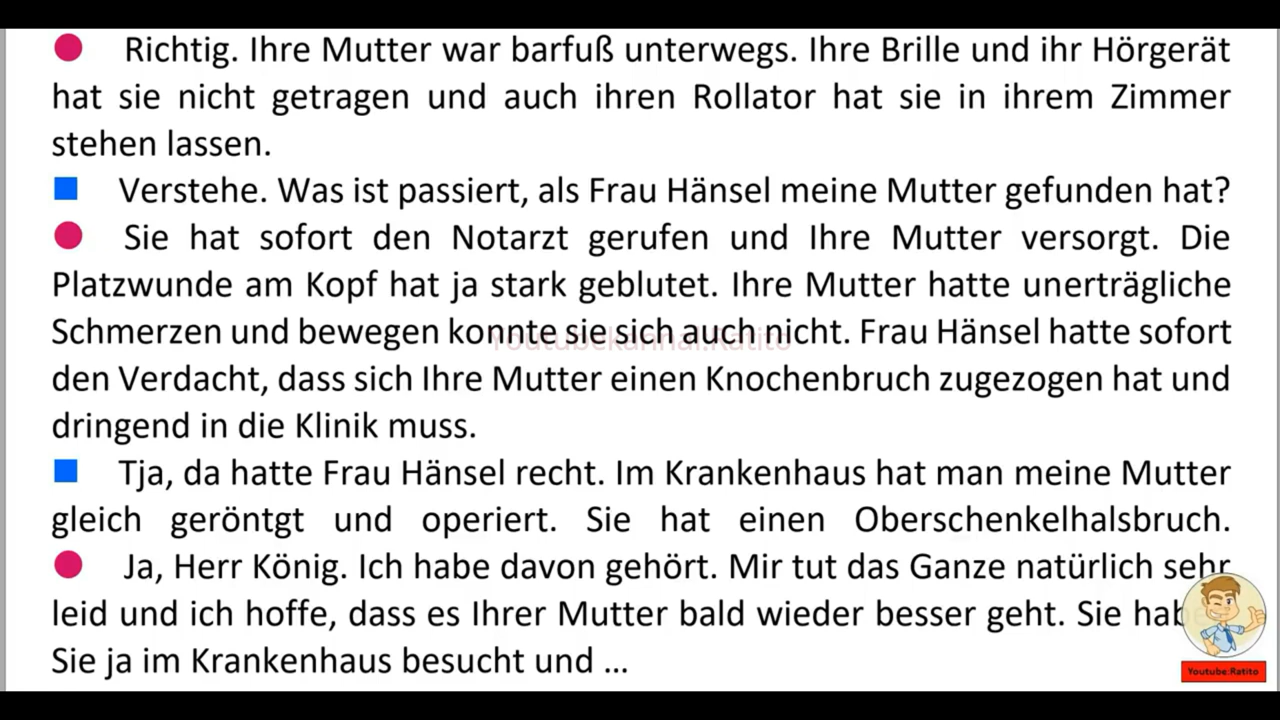 Richtig. Ihre Mutter war barfuß unterwegs. Ihre Brille und ihr Hörgerät
hat sie nicht getragen und auch ihren Rollator hat sie in ihrem Zimmer
stehen lassen.
Verstehe. Was ist passiert, als Frau Hänsel meine Mutter gefunden hat?
Sie hat sofort den Notarzt gerufen und Ihre Mutter versorgt. Die
Platzwunde am Kopf hat ja stark geblutet. Ihre Mutter hatte unerträgliche
Schmerzen und bewegen konnte sie sich auch nicht. Frau Hänsel hatte sofort
Youtubekannal:Ratito
den Verdacht, dass sich Ihre Mutter einen Knochenbruch zugezogen hat und
dringend in die Klinik muss.
Tja, da hatte Frau Hänsel recht. Im Krankenhaus hat man meine Mutter
gleich geröntgt und operiert. Sie hat einen Oberschenkelhalsbruch.
Ja, Herr König. Ich habe davon gehört. Mir tut das Ganze natürlich sehr
leid und ich hoffe, dass es Ihrer Mutter bald wieder besser geht. Sie
Sie ja im Krankenhaus besucht und ...
Youtube:Ratito